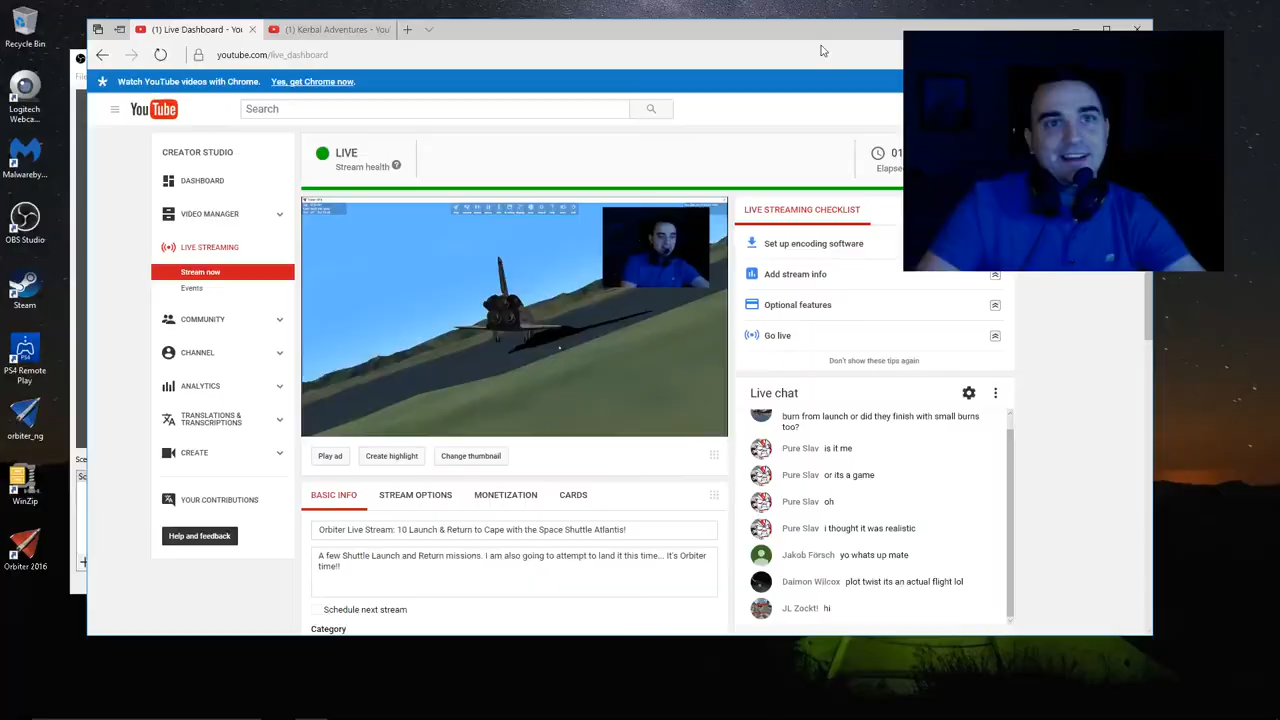 Recycle Bin
Logitech
Webca...
Malwareby...
OBS Studio
Steam
PS4 Remote
Play
orbiter_ng
WinZip
Orbiter 2016
(1) Live Dashboard - You
(1) Kerbal Adventures - You
youtube.com/live_dashboard
Watch YouTube videos with Chrome. Yes, get Chrome now.
YouTube
Search
CREATOR STUDIO
DASHBOARD
VIDEO MANAGER
LIVE STREAMING
Stream now
Events
COMMUNITY
CHANNEL
ANALYTICS
TRANSLATIONS &
TRANSCRIPTIONS
CREATE
YOUR CONTRIBUTIONS
Help and feedback
LIVE
Stream health
01
Elapse
Play ad
Create highlight
Change thumbnail
BASIC INFO
STREAM OPTIONS
MONETIZATION
CARDS
Orbiter Live Stream: 10 Launch & Return to Cape with the Space Shuttle Atlantis!
A few Shuttle Launch and Return missions. I am also going to attempt to land it this time... It's Orbiter
time!!
Schedule next stream
Category
LIVE STREAMING CHECKLIST
Set up encoding software
Add stream info
Optional features
Go live
Don't show these tips again
Live chat
burn from launch or did they finish with small burns
too?
Pure Slav is it me
Pure Slav or its a game
Pure Slav oh
Pure Slav i thought it was realistic
Jakob Försch yo whats up mate
Daimon Wilcox plot twist its an actual flight lol
JL Zockt! hi